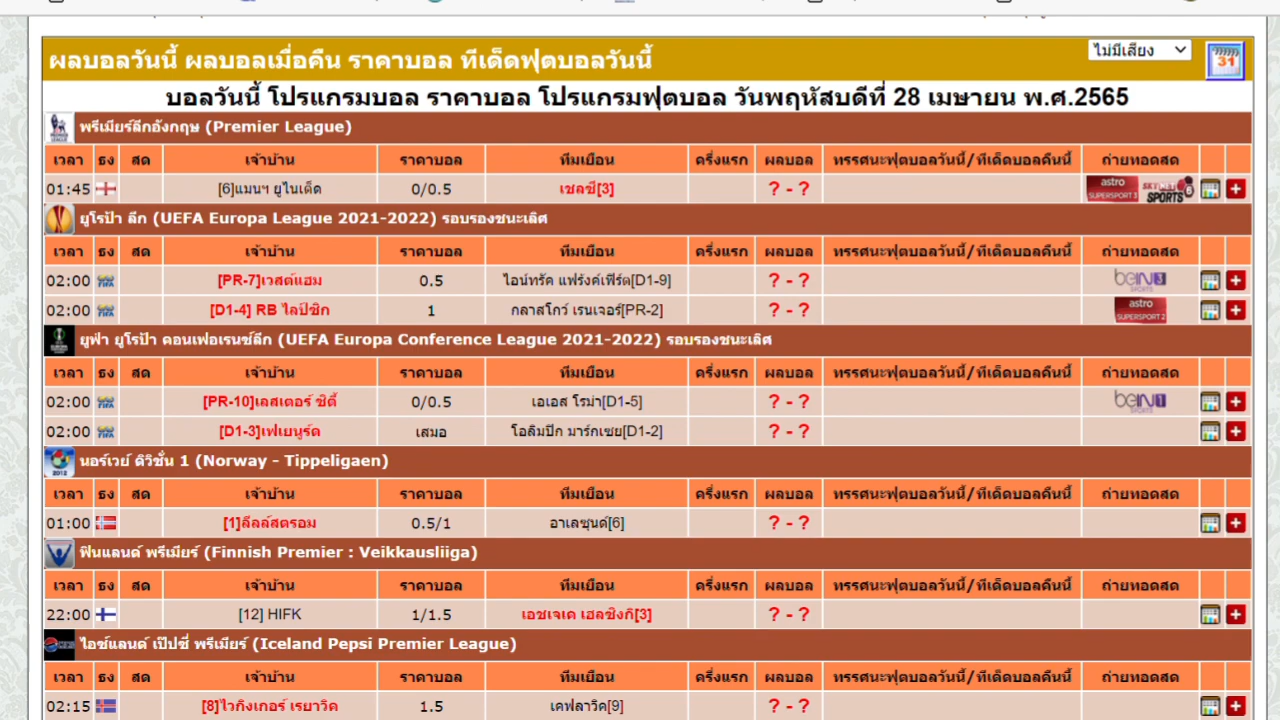 ผลบอลวันนี้ ผลบอลเมื่อคืน ราคาบอล ทีเด็ดฟุตบอลวันนี้ ไม่มีเสียง 31
บอลวันนี้ โปรแกรมบอล ราคาบอล โปรแกรมฟุตบอล วันพฤหัสบดีที่ 28 เมษายน พ.ศ.2565
พรีเมียร์ลีกอังกฤษ (Premier League)
เวลา ธง สด เจ้าบ้าน ราคาบอล ทีมเยือน ครึ่งแรก ผลบอล ทรรศนะฟุตบอลวันนี้/ทีเด็ดบอลคืนนี้ ถ่ายทอดสด
01:45 [6]แมนฯ ยูไนเต็ด 0/0.5 เชลซี[3] ? - ? astro SUPERSPORT 3 SKYNET SPORTS 6
ยูโรป้า ลีก (UEFA Europa League 2021-2022) รอบรองชนะเลิศ
เวลา ธง สด เจ้าบ้าน ราคาบอล ทีมเยือน ครึ่งแรก ผลบอล ทรรศนะฟุตบอลวันนี้/ทีเด็ดบอลคืนนี้ ถ่ายทอดสด
02:00 FIFA [PR-7]เวสต์แฮม 0.5 ไอน์ทรัค แฟร้งค์เฟิร์ต[D1-9] ? - ? beIN 3 SPORTS
02:00 FIFA [D1-4] RB ไลป์ซิก 1 กลาสโกว์ เรนเจอร์[PR-2] ? - ? astro SUPERSPORT 2
ยูฟ่า ยูโรป้า คอนเฟอเรนซ์ลีก (UEFA Europa Conference League 2021-2022) รอบรองชนะเลิศ
เวลา ธง สด เจ้าบ้าน ราคาบอล ทีมเยือน ครึ่งแรก ผลบอล ทรรศนะฟุตบอลวันนี้/ทีเด็ดบอลคืนนี้ ถ่ายทอดสด
02:00 FIFA [PR-10]เลสเตอร์ ซิตี้ 0/0.5 เอเอส โรม่า[D1-5] ? - ? beIN 1 SPORTS
02:00 FIFA [D1-3]เฟเยนูร์ด เสมอ โอลิมปิก มาร์กเซย[D1-2] ? - ?
2012 นอร์เวย์ ดิวิชั่น 1 (Norway - Tippeligaen)
เวลา ธง สด เจ้าบ้าน ราคาบอล ทีมเยือน ครึ่งแรก ผลบอล ทรรศนะฟุตบอลวันนี้/ทีเด็ดบอลคืนนี้ ถ่ายทอดสด
01:00 [1]ลีลล์สตรอม 0.5/1 อาเลซุนด์[6] ? - ?
ฟินแลนด์ พรีเมียร์ (Finnish Premier : Veikkausliiga)
เวลา ธง สด เจ้าบ้าน ราคาบอล ทีมเยือน ครึ่งแรก ผลบอล ทรรศนะฟุตบอลวันนี้/ทีเด็ดบอลคืนนี้ ถ่ายทอดสด
22:00 [12] HIFK 1/1.5 เอชเจเค เฮลซิงกิ[3] ? - ?
ไอซ์แลนด์ เป๊ปซี่ พรีเมียร์ (Iceland Pepsi Premier League)
เวลา ธง สด เจ้าบ้าน ราคาบอล ทีมเยือน ครึ่งแรก ผลบอล ทรรศนะฟุตบอลวันนี้/ทีเด็ดบอลคืนนี้ ถ่ายทอดสด
02:15 [8]ไวกิงเกอร์ เรยาวิค 1.5 เคฟลาวิค[9] ? - ?